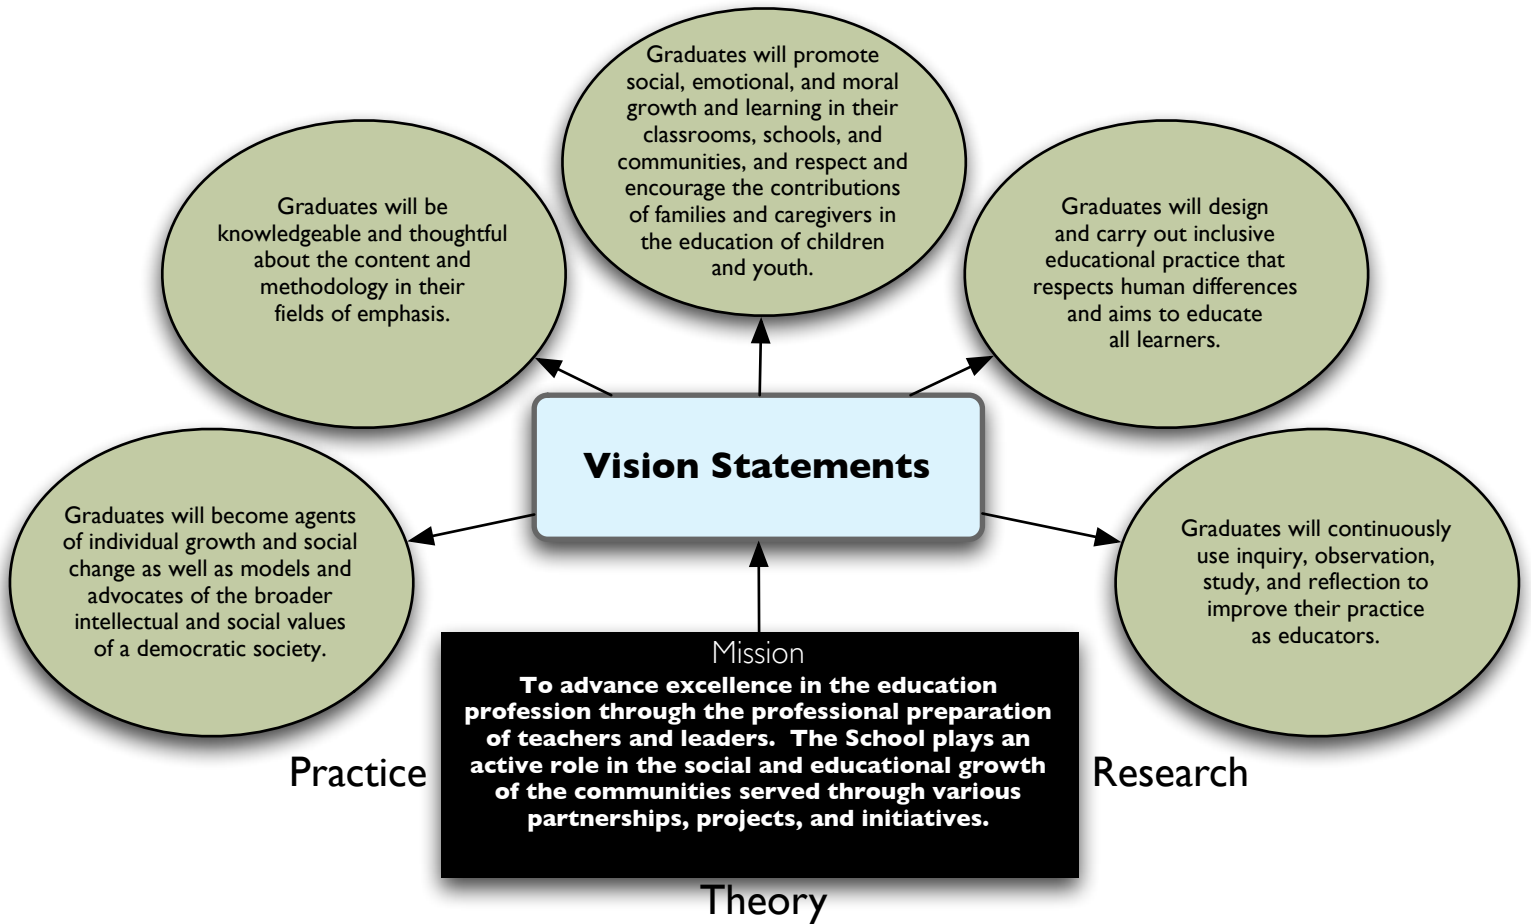 Graduates will promote
social, emotional, and moral
growth and learning in their
classrooms, schools, and
communities, and respect and
encourage the contributions
of families and caregivers in
the education of children
and youth.
Graduates will be
knowledgeable and thoughtful
about the content and
methodology in their
fields of emphasis.
Graduates will design
and carry out inclusive
educational practice that
respects human differences
and aims to educate
all learners.
Vision Statements
Graduates will become agents
of individual growth and social
change as well as models and
advocates of the broader
intellectual and social values
of a democratic society.
Graduates will continuously
use inquiry, observation,
study, and reflection to
improve their practice
as educators.
Mission
To advance excellence in the education
profession through the professional preparation
of teachers and leaders.  The School plays an
active role in the social and educational growth
of the communities served through various
partnerships, projects, and initiatives.
Practice
Research
Theory